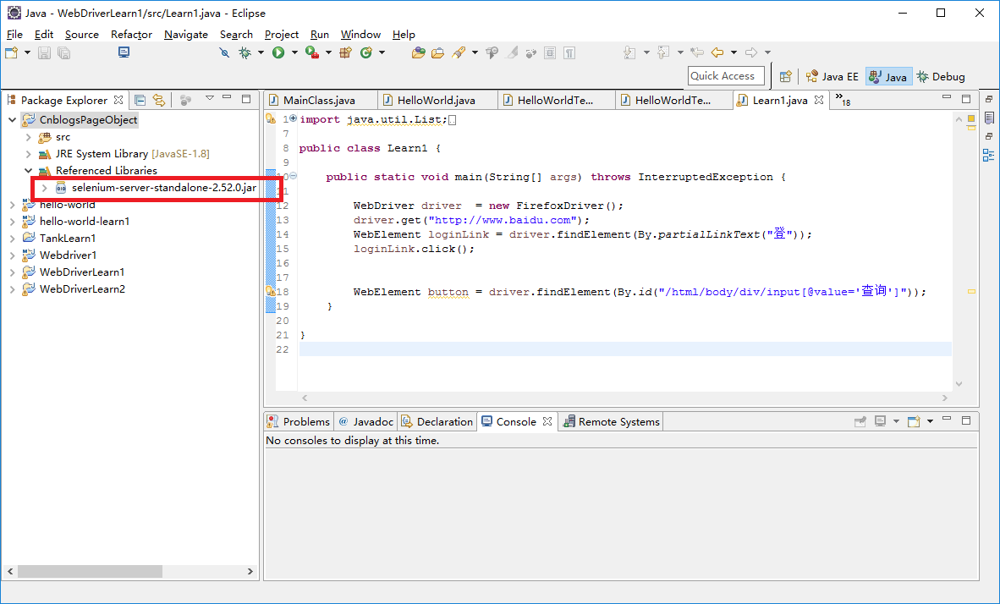 Java - WebDriverLearn1/src/Learn1.java - Eclipse
File Edit Source Refactor Navigate Search Project Run Window Help
Quick Access
Java EE
Java
Debug
Package Explorer
CnblogsPageObject
src
JRE System Library [JavaSE-1.8]
Referenced Libraries
selenium-server-standalone-2.52.0.jar
hello-world
hello-world-learn1
TankLearn1
Webdriver1
WebDriverLearn1
WebDriverLearn2
MainClass.java
HelloWorld.java
HelloWorldTe...
HelloWorldTe...
Learn1.java
»18
1 import java.util.List;
7
8 public class Learn1 {
9
10 public static void main(String[] args) throws InterruptedException {
11
12 WebDriver driver  = new FirefoxDriver();
13 driver.get("http://www.baidu.com");
14 WebElement loginLink = driver.findElement(By.partialLinkText("登"));
15 loginLink.click();
16
17
18 WebElement button = driver.findElement(By.id("/html/body/div/input[@value='查询']"));
19 }
20
21 }
22
Problems
@ Javadoc
Declaration
Console
Remote Systems
No consoles to display at this time.